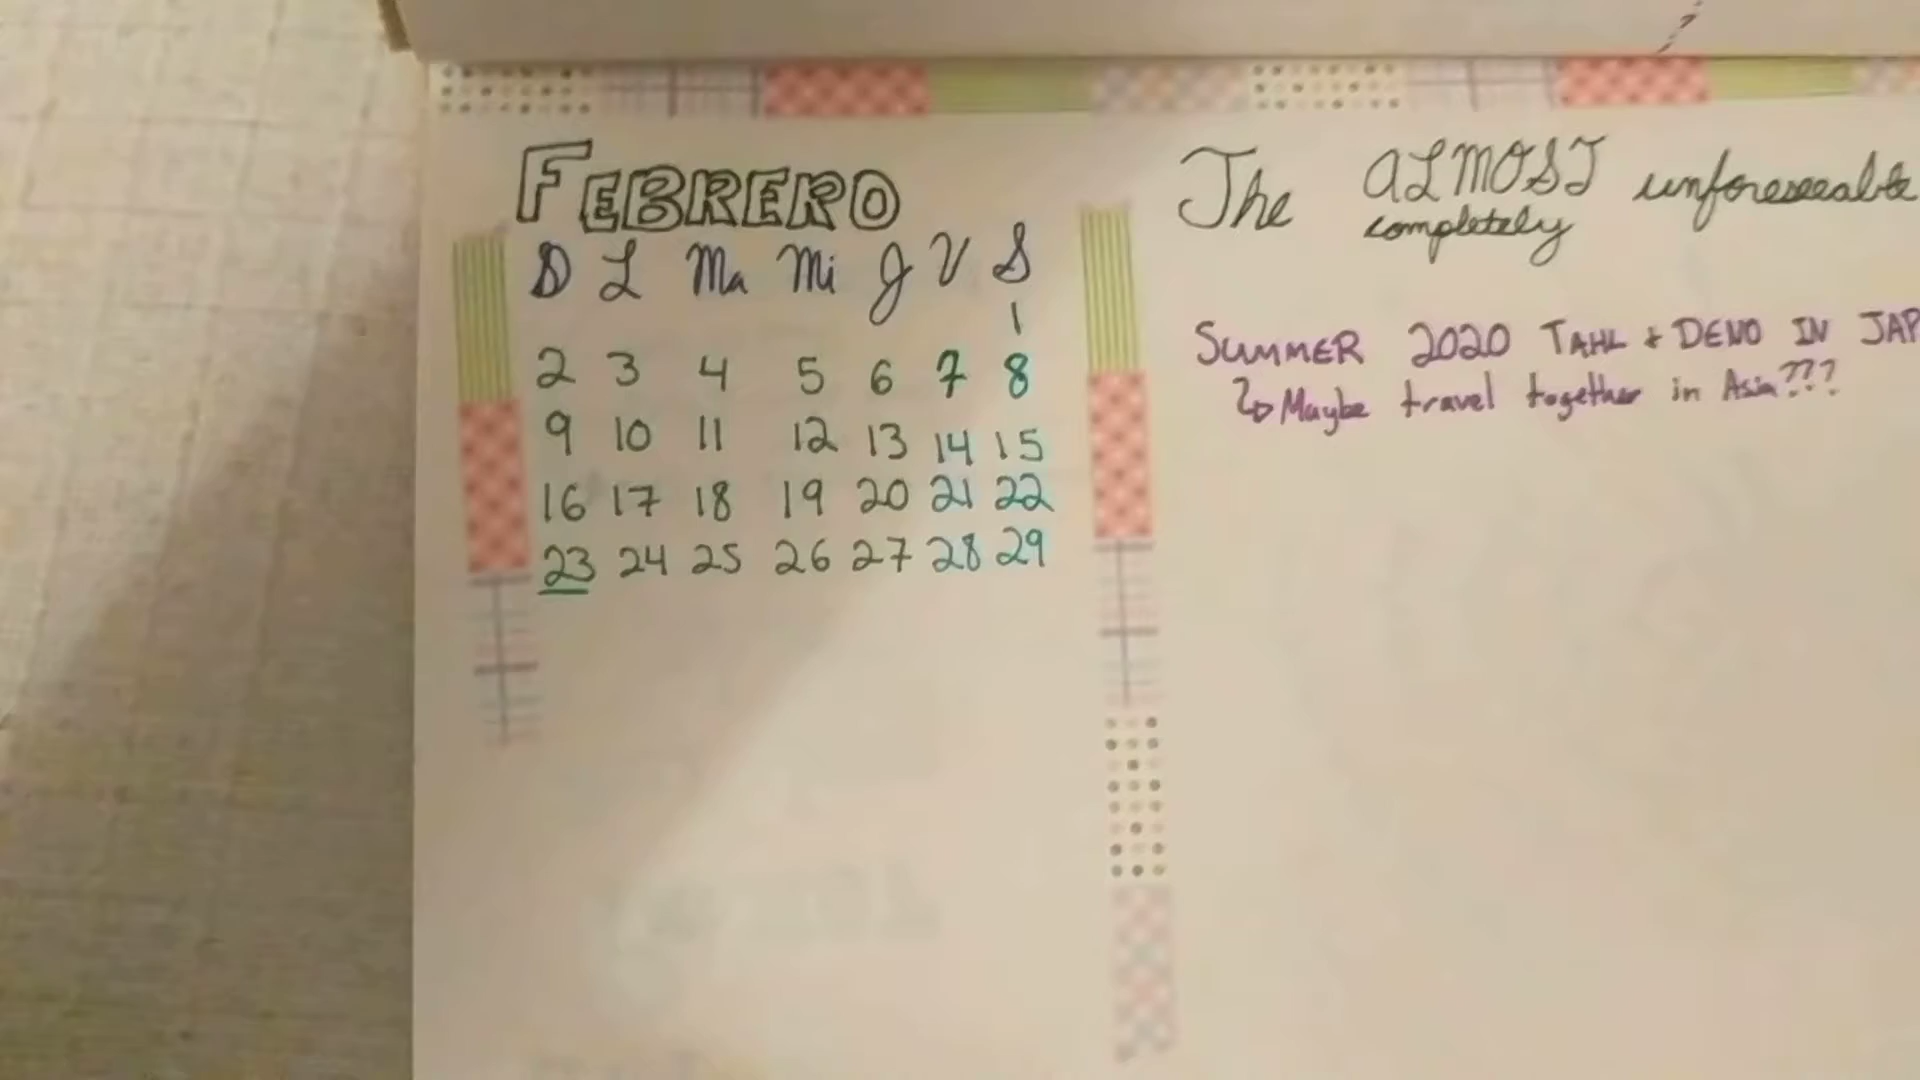 FEBRERO
D L Ma Mi J V S
1
2 3 4 5 6 7 8
9 10 11 12 13 14 15
16 17 18 19 20 21 22
23 24 25 26 27 28 29
The ALMOST unforeseeable
completely
SUMMER 2020 TAHL & DENO IN JAP
Maybe travel together in Asia???